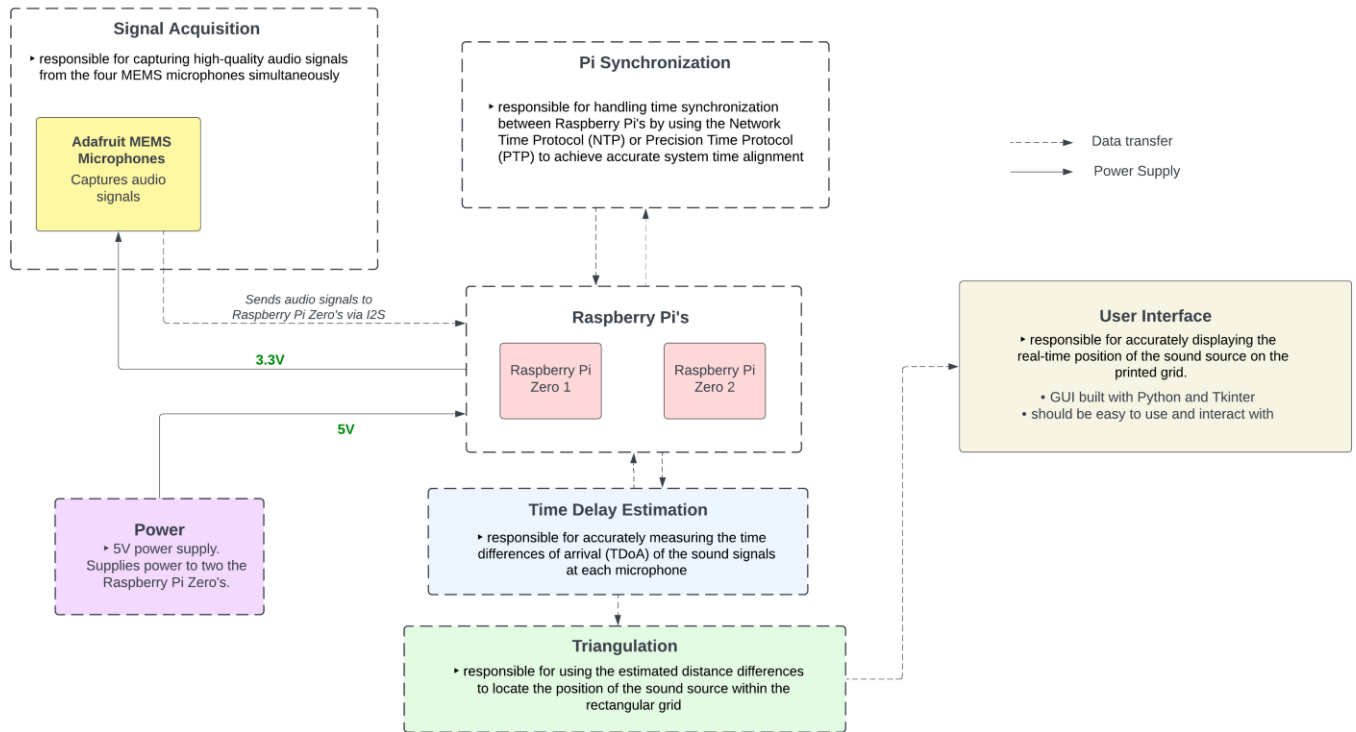 Signal Acquisition
‣ responsible for capturing high-quality audio signals
from the four MEMS microphones simultaneously
Adafruit MEMS
Microphones
Captures audio
signals
Pi Synchronization
‣ responsible for handling time synchronization
between Raspberry Pi's by using the Network
Time Protocol (NTP) or Precision Time Protocol
(PTP) to achieve accurate system time alignment
Data transfer
Power Supply
Sends audio signals to
Raspberry Pi Zero's via I2S
3.3V
5V
Raspberry Pi's
Raspberry Pi
Zero 1
Raspberry Pi
Zero 2
User Interface
‣ responsible for accurately displaying the
real-time position of the sound source on the
printed grid.
• GUI built with Python and Tkinter
• should be easy to use and interact with
Power
‣ 5V power supply.
Supplies power to two the
Raspberry Pi Zero's.
Time Delay Estimation
‣ responsible for accurately measuring the time
differences of arrival (TDoA) of the sound signals
at each microphone
Triangulation
‣ responsible for using the estimated distance differences
to locate the position of the sound source within the
rectangular grid